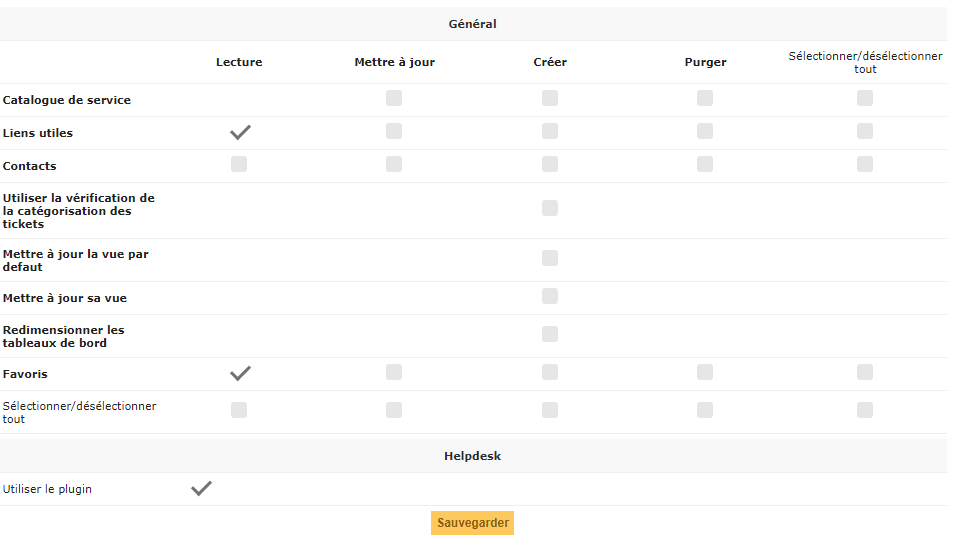 Général
Lecture Mettre à jour Créer Purger Sélectionner/désélectionner
tout
Catalogue de service
Liens utiles
Contacts
Utiliser la vérification de
la catégorisation des
tickets
Mettre à jour la vue par
defaut
Mettre à jour sa vue
Redimensionner les
tableaux de bord
Favoris
Sélectionner/désélectionner
tout
Helpdesk
Utiliser le plugin
Sauvegarder